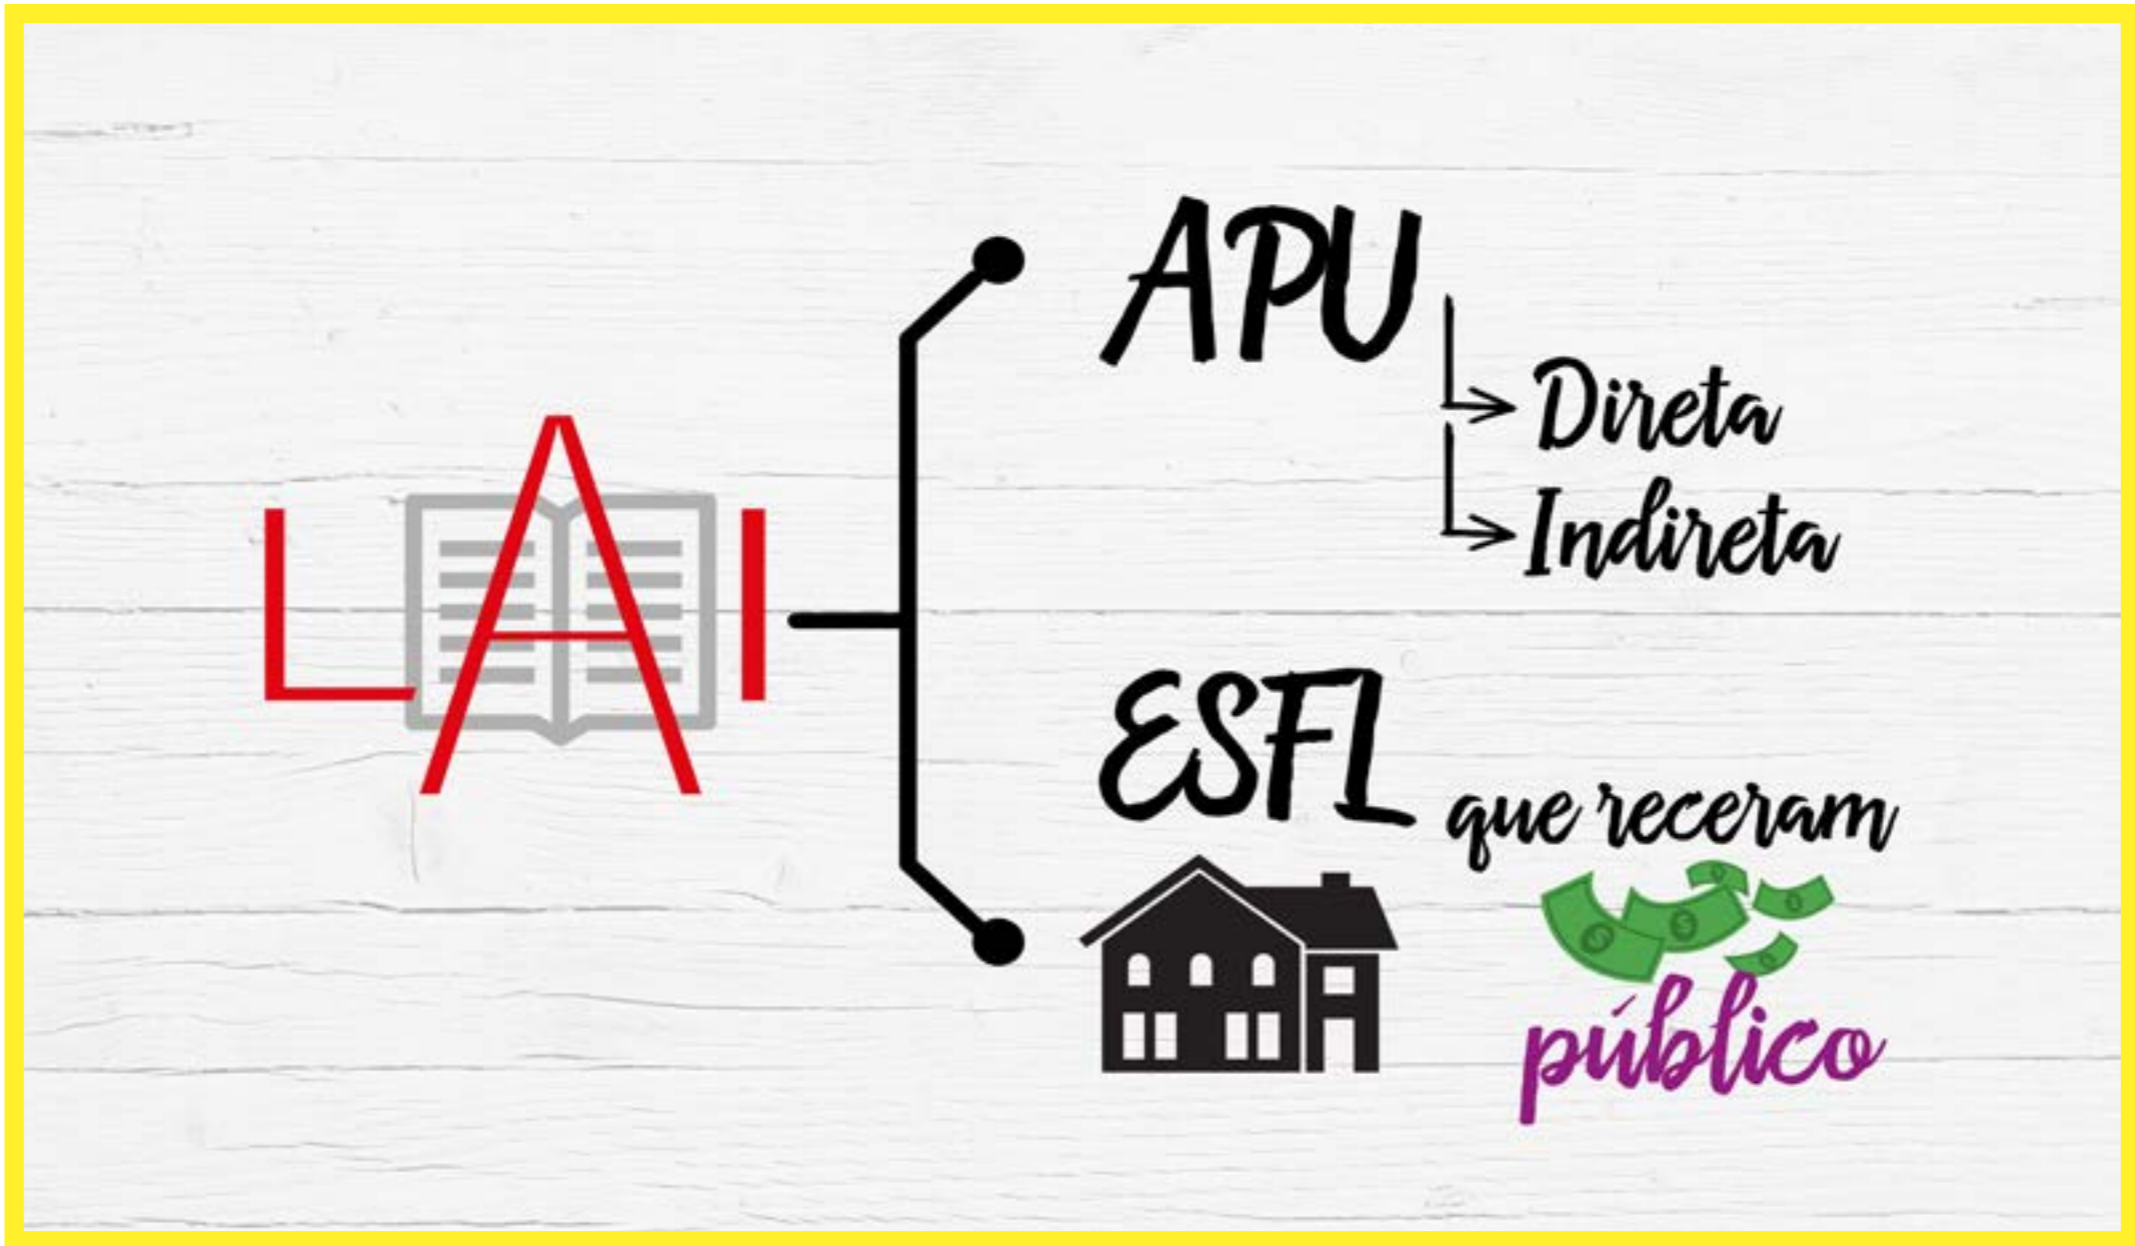 LAI
APU
Direta
Indireta
ESFL
que receram
público